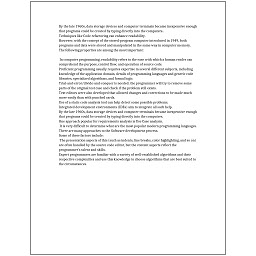 By the late 1960s, data storage devices and computer terminals became inexpensive enough
that programs could be created by typing directly into the computers.
Techniques like Code refactoring can enhance readability.
However, with the concept of the stored-program computer introduced in 1949, both
programs and data were stored and manipulated in the same way in computer memory.
The following properties are among the most important:

Computer programming readability refers to the ease with which a human reader can
comprehend the purpose, control flow, and operation of source code.
Proficient programming usually requires expertise in several different subjects, including
knowledge of the application domain, details of programming languages and generic code
libraries, specialized algorithms, and formal logic.
Trial-and-error/divide-and-conquer is needed: the programmer will try to remove some
parts of the original test case and check if the problem still exists.
Text editors were also developed that allowed changes and corrections to be made much
more easily than with punched cards.
Use of a static code analysis tool can help detect some possible problems.
Integrated development environments (IDEs) aim to integrate all such help.
By the late 1960s, data storage devices and computer terminals became inexpensive enough
that programs could be created by typing directly into the computers.
One approach popular for requirements analysis is Use Case analysis.
It is very difficult to determine what are the most popular modern programming languages.
There are many approaches to the Software development process.
Some of these factors include:
The presentation aspects of this (such as indents, line breaks, color highlighting, and so on)
are often handled by the source code editor, but the content aspects reflect the
programmer's talent and skills.
Expert programmers are familiar with a variety of well-established algorithms and their
respective complexities and use this knowledge to choose algorithms that are best suited to
the circumstances.